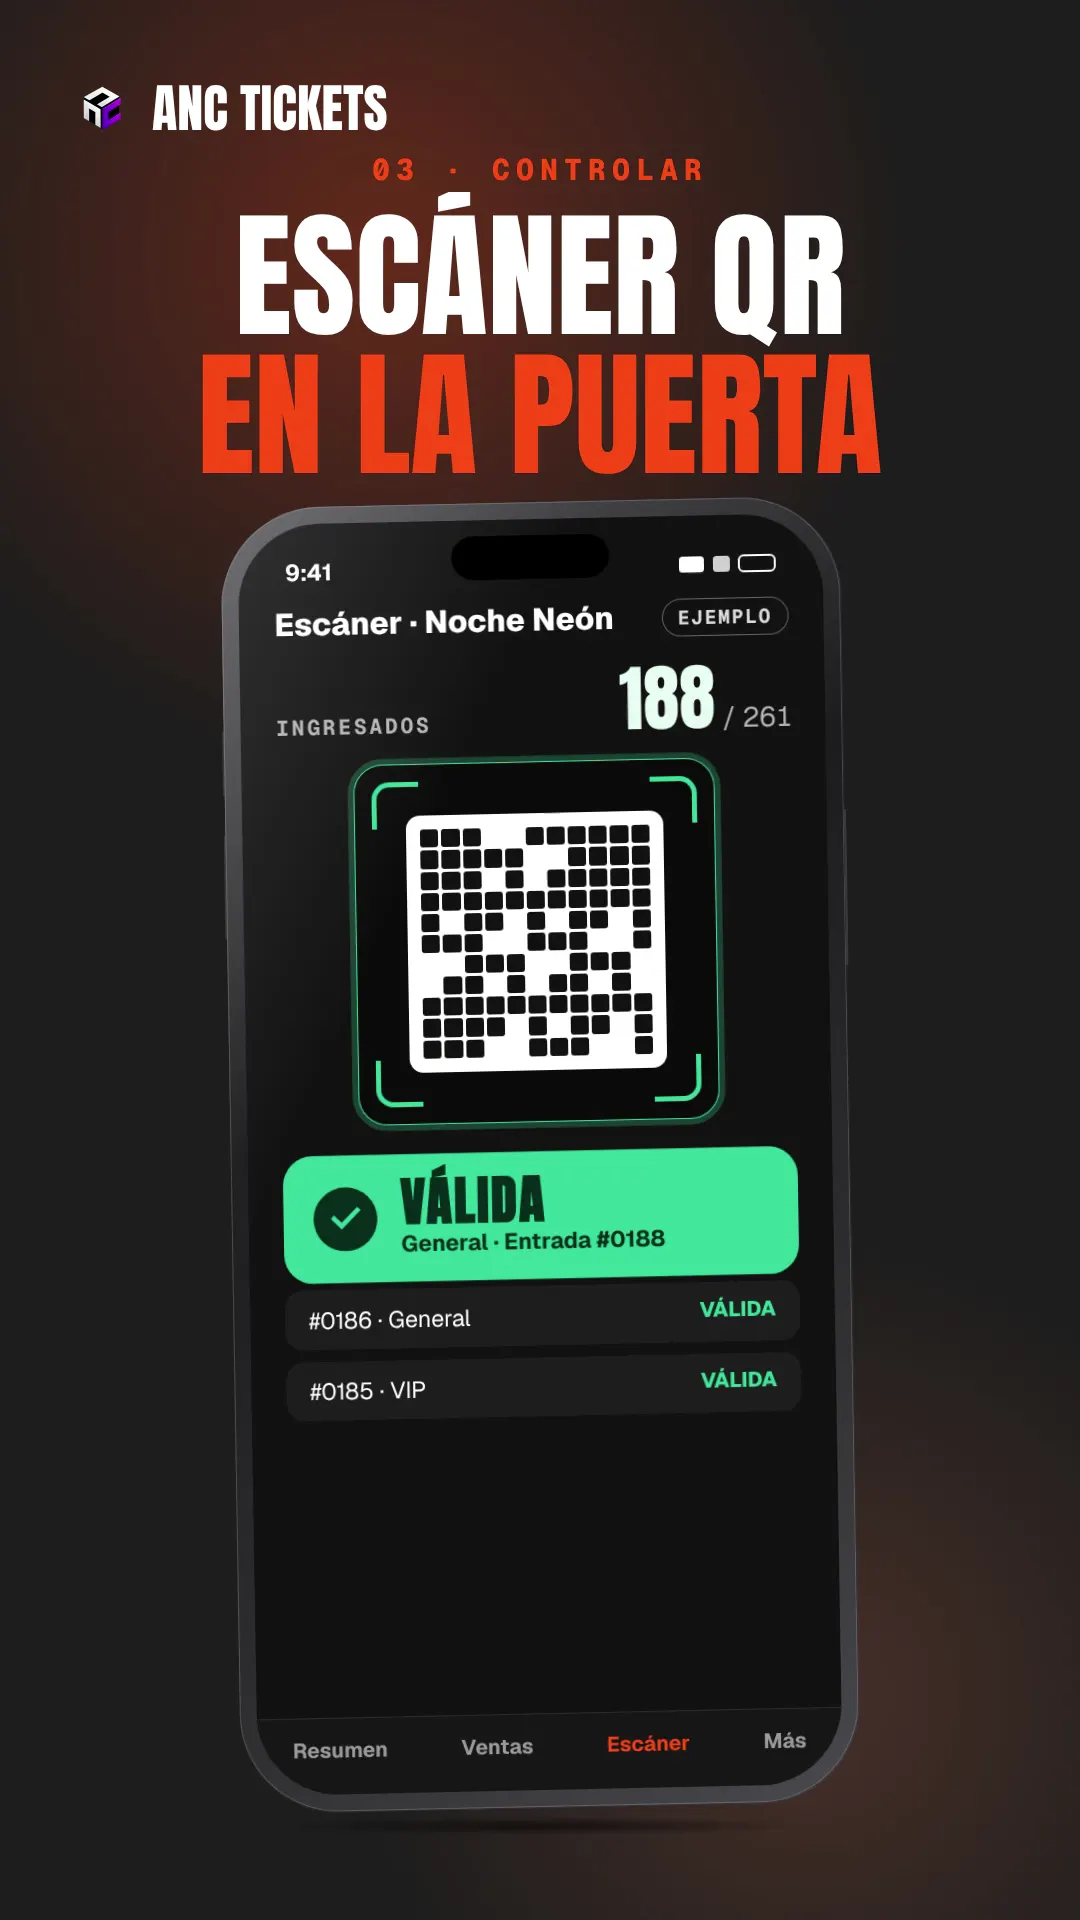 ANC TICKETS
03 · CONTROLAR
ESCÁNER QR
EN LA PUERTA
9:41
Escáner · Noche Neón
EJEMPLO
INGRESADOS
188 / 261
VÁLIDA
General · Entrada #0188
#0186 · General
VÁLIDA
#0185 · VIP
VÁLIDA
Resumen
Ventas
Escáner
Más